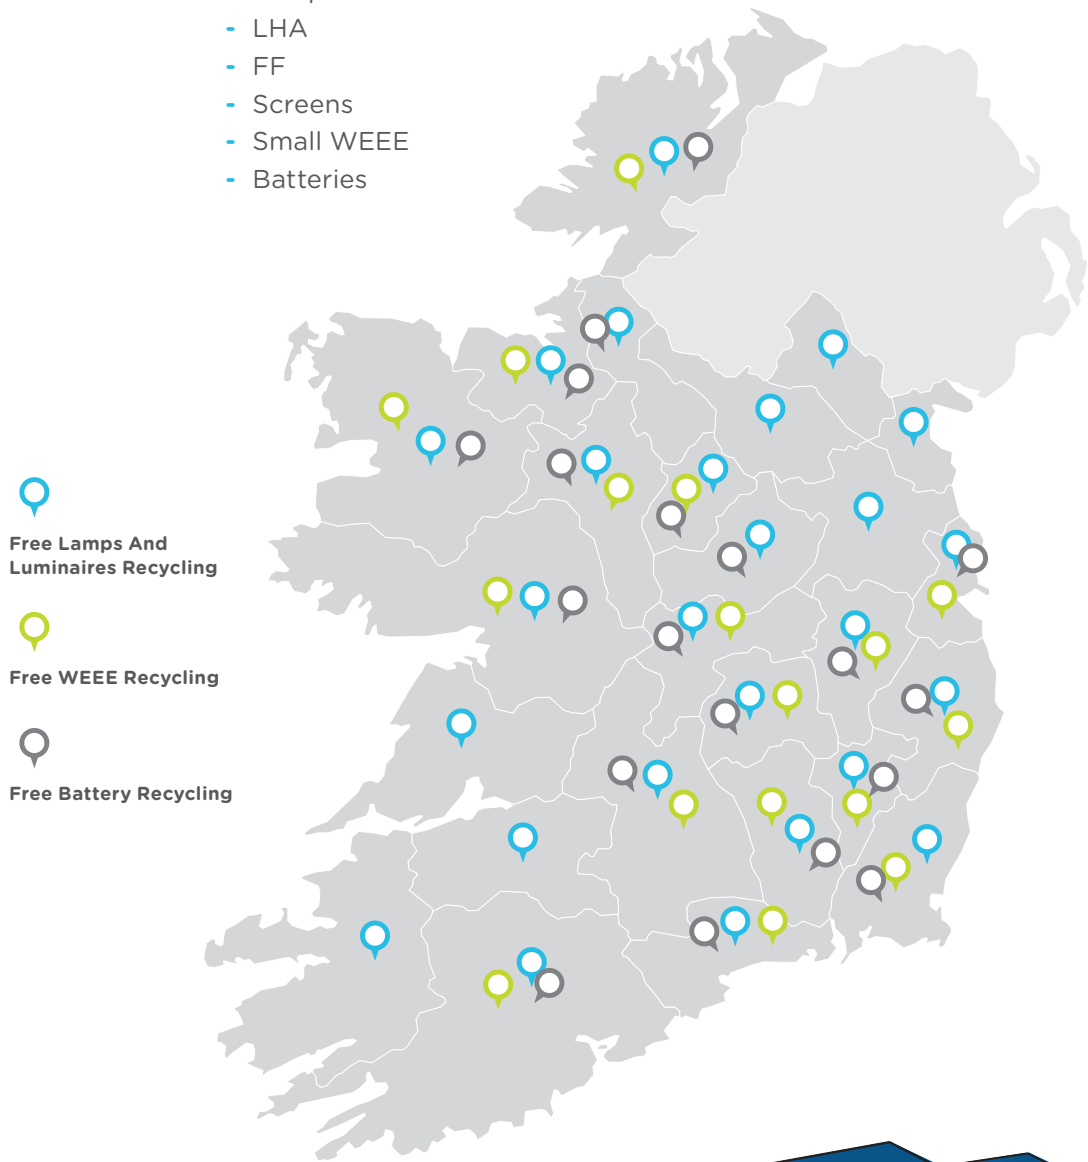 - LHA
- FF
- Screens
- Small WEEE
- Batteries
Free Lamps And
Luminaires Recycling
Free WEEE Recycling
Free Battery Recycling